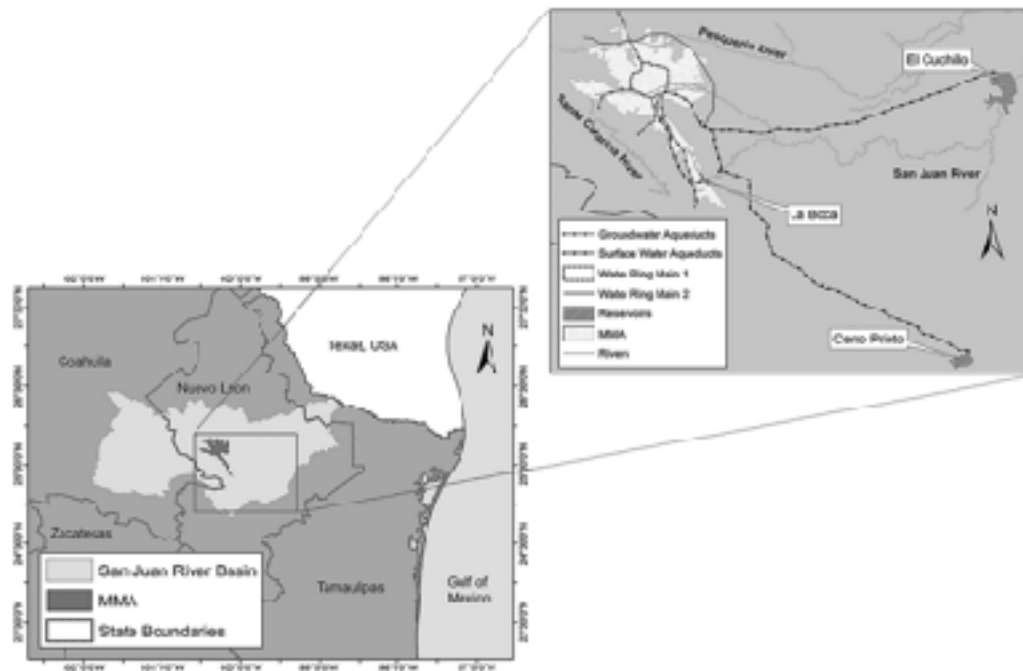 Pesqueria River
El Cuchillo
Santa Catarina River
San Juan River
La Boca
N
Groundwater Aqueducts
Surface Water Aqueducts
Water Ring Main 1
Water Ring Main 2
Reservoirs
MMA
Rivers
Cerro Prieto
Texas, USA
N
Coahuila
Nuevo Leon
Zacatecas
Tamaulipas
Gulf of
Mexico
San Juan River Basin
MMA
State Boundaries